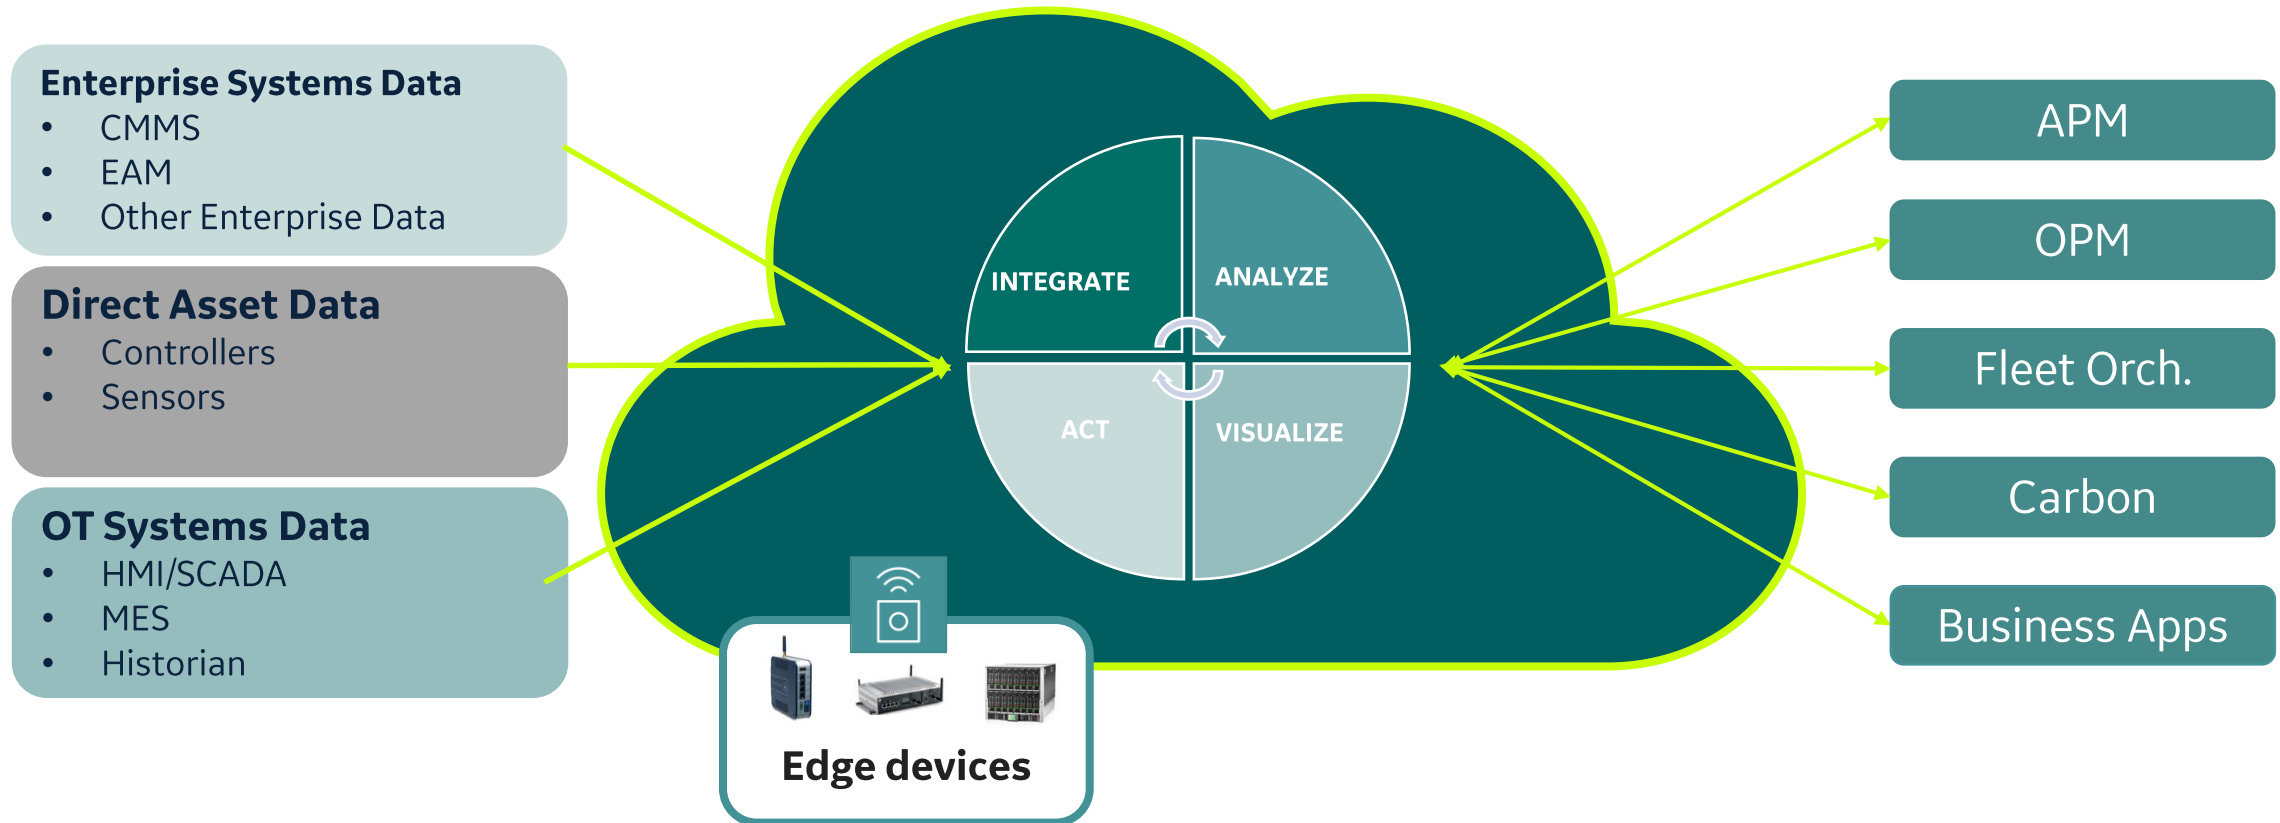 Enterprise Systems Data
• CMMS
• EAM
• Other Enterprise Data
Direct Asset Data
• Controllers
• Sensors
OT Systems Data
• HMI/SCADA
• MES
• Historian
INTEGRATE
ANALYZE
ACT
VISUALIZE
Edge devices
APM
OPM
Fleet Orch.
Carbon
Business Apps